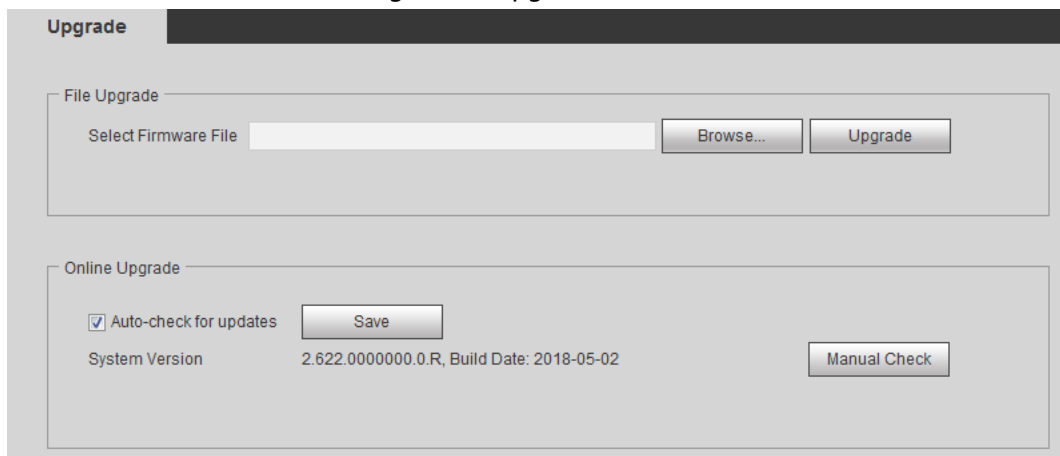 Upgrade
File Upgrade
Select Firmware File Browse... Upgrade
Online Upgrade
Auto-check for updates Save
System Version 2.622.0000000.0.R, Build Date: 2018-05-02 Manual Check